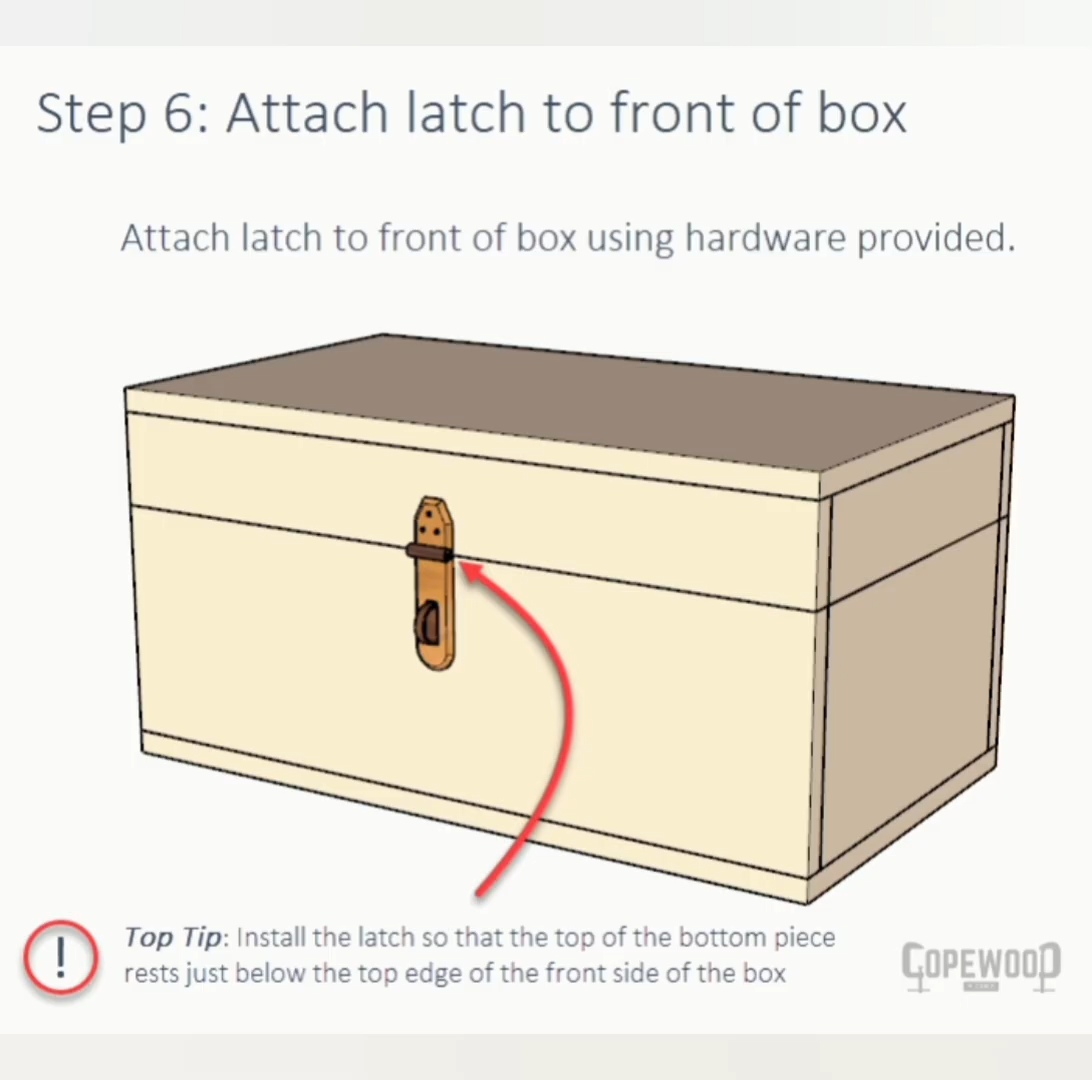 Step 6: Attach latch to front of box
Attach latch to front of box using hardware provided.
! Top Tip: Install the latch so that the top of the bottom piece
rests just below the top edge of the front side of the box
COPEWOOD